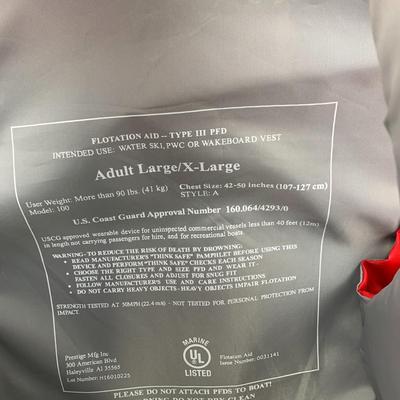 FLOTATION AID -- TYPE III PFD
INTENDED USE: WATER SKI, PWC OR WAKEBOARD VEST
Adult Large/X-Large
User Weight: More than 90 lbs. (41 kg)
Chest Size: 42-50 inches (107-127 cm)
Model: 100
STYLE: A
U.S. Coast Guard Approval Number 160.064/4293/0
USCG approved wearable device for uninspected commercial vessels less than 40 feet (12m)
in length not carrying passengers for hire, and for recreational boats.
WARNING- TO REDUCE THE RISK OF DEATH BY DROWNING:
• READ MANUFACTURER'S "THINK SAFE" PAMPHLET BEFORE USING THIS
DEVICE AND PERFORM "THINK SAFE" CHECKS EACH SEASON
• CHOOSE THE RIGHT TYPE AND SIZE PFD AND WEAR IT -
FASTEN ALL CLOSURES AND ADJUST FOR SNUG FIT
• FOLLOW MANUFACTURER'S USE AND CARE INSTRUCTIONS
• DO NOT CARRY HEAVY OBJECTS- HEAVY OBJECTS IMPAIR FLOTATION
STRENGTH TESTED AT 50MPH (22.4 m/s) - NOT TESTED FOR PERSONAL PROTECTION FROM
IMPACT.
Prestige Mfg Inc
300 American Blvd
Haleyville Al 35565
Lot Number: H16010225
MARINE
UL
LISTED
Flotation Aid
Issue Number: 0031141
PLEASE DO NOT ATTACH PFDS TO BOAT!
DO NOT DRY CLEAN